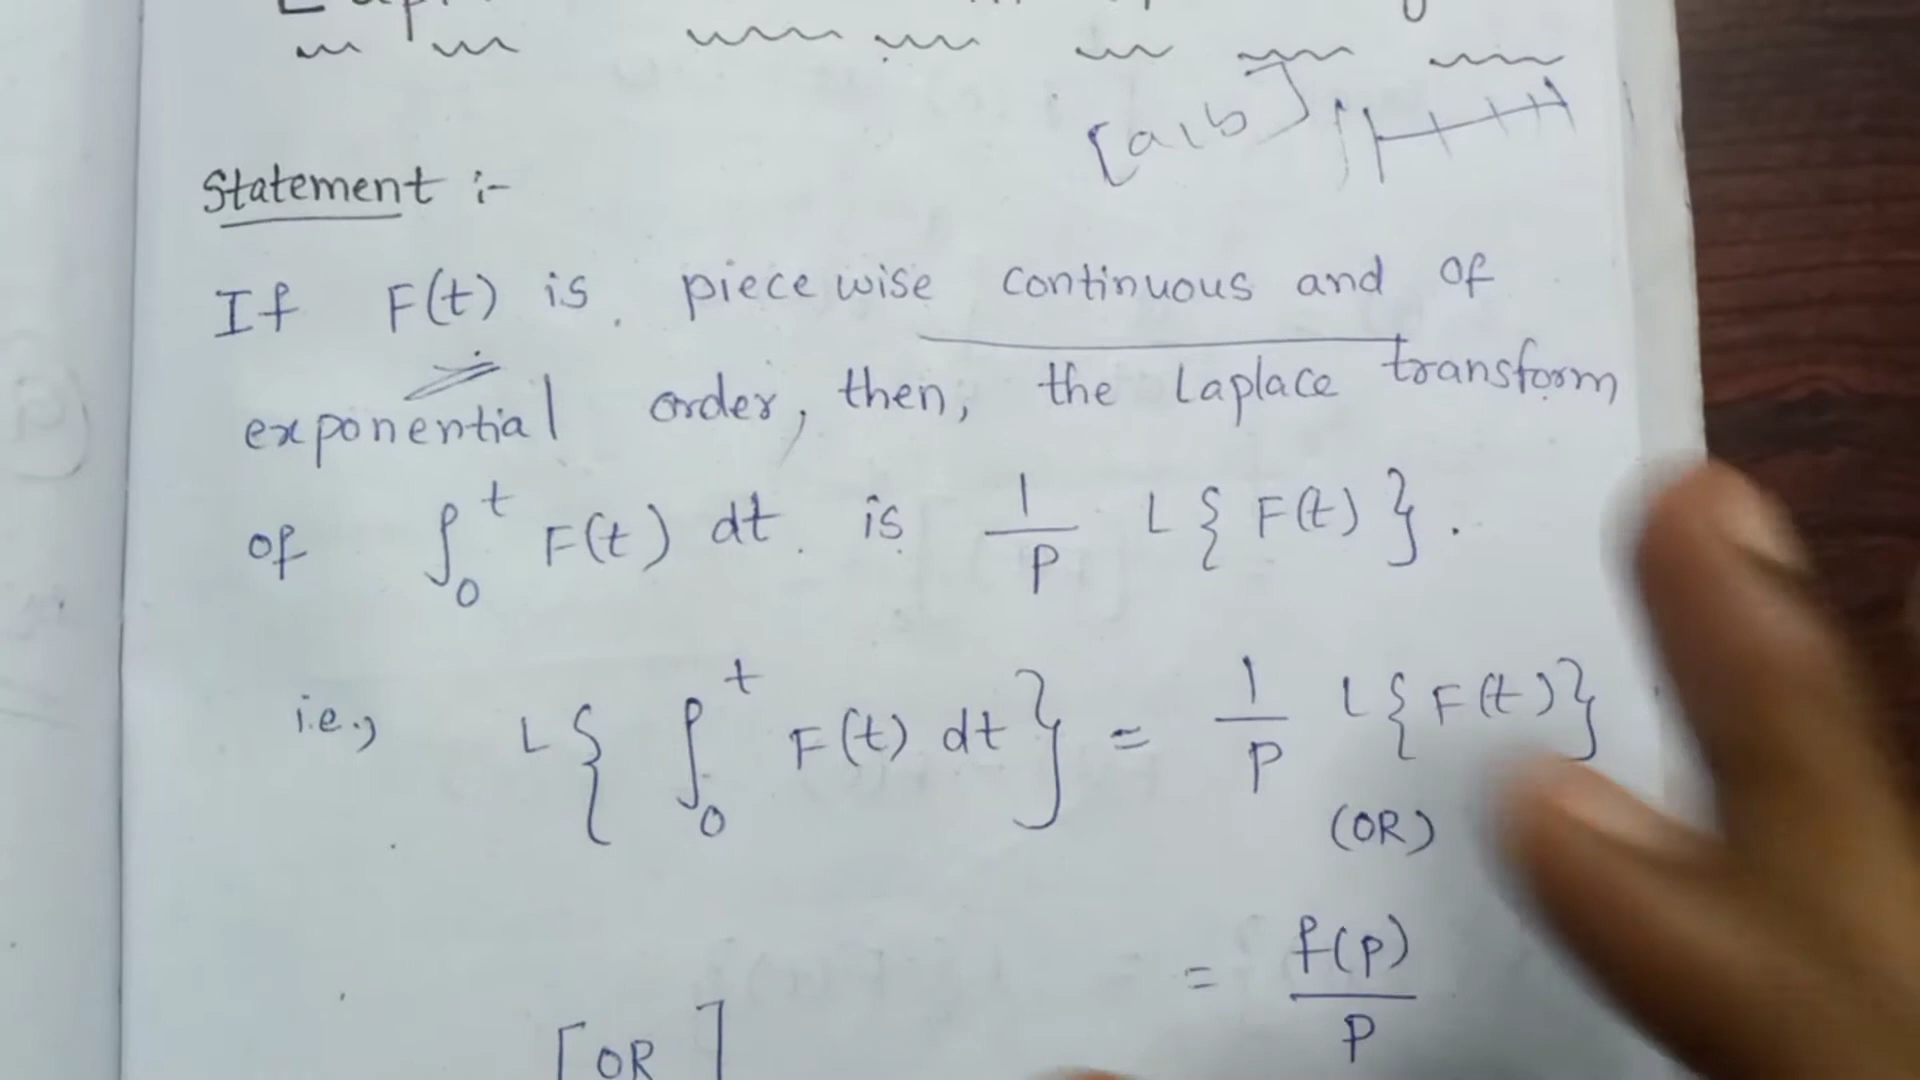 [a,b]
Statement :-
If F(t) is piece wise continuous and of
exponential order, then, the Laplace transform
of ∫₀ᵗ F(t) dt is 1/P L{F(t)}.
i.e., L{∫₀ᵗ F(t) dt} = 1/P L{F(t)}
(OR)
= f(p)/P
[OR]